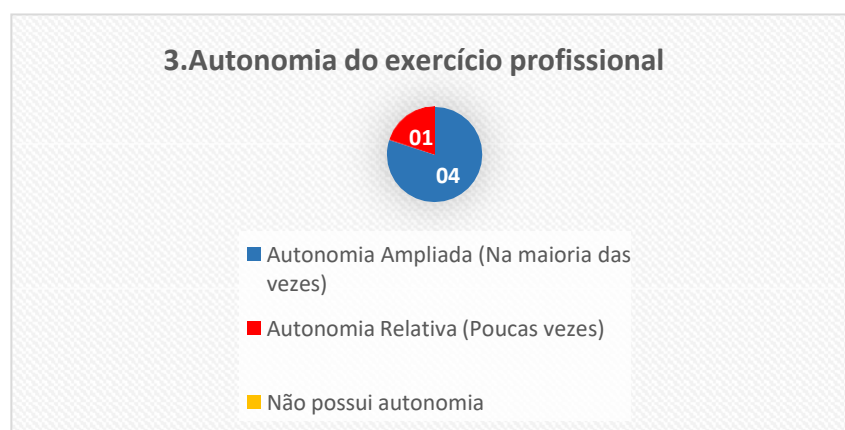 3.Autonomia do exercício profissional
01
04
Autonomia Ampliada (Na maioria das
vezes)
Autonomia Relativa (Poucas vezes)
Não possui autonomia